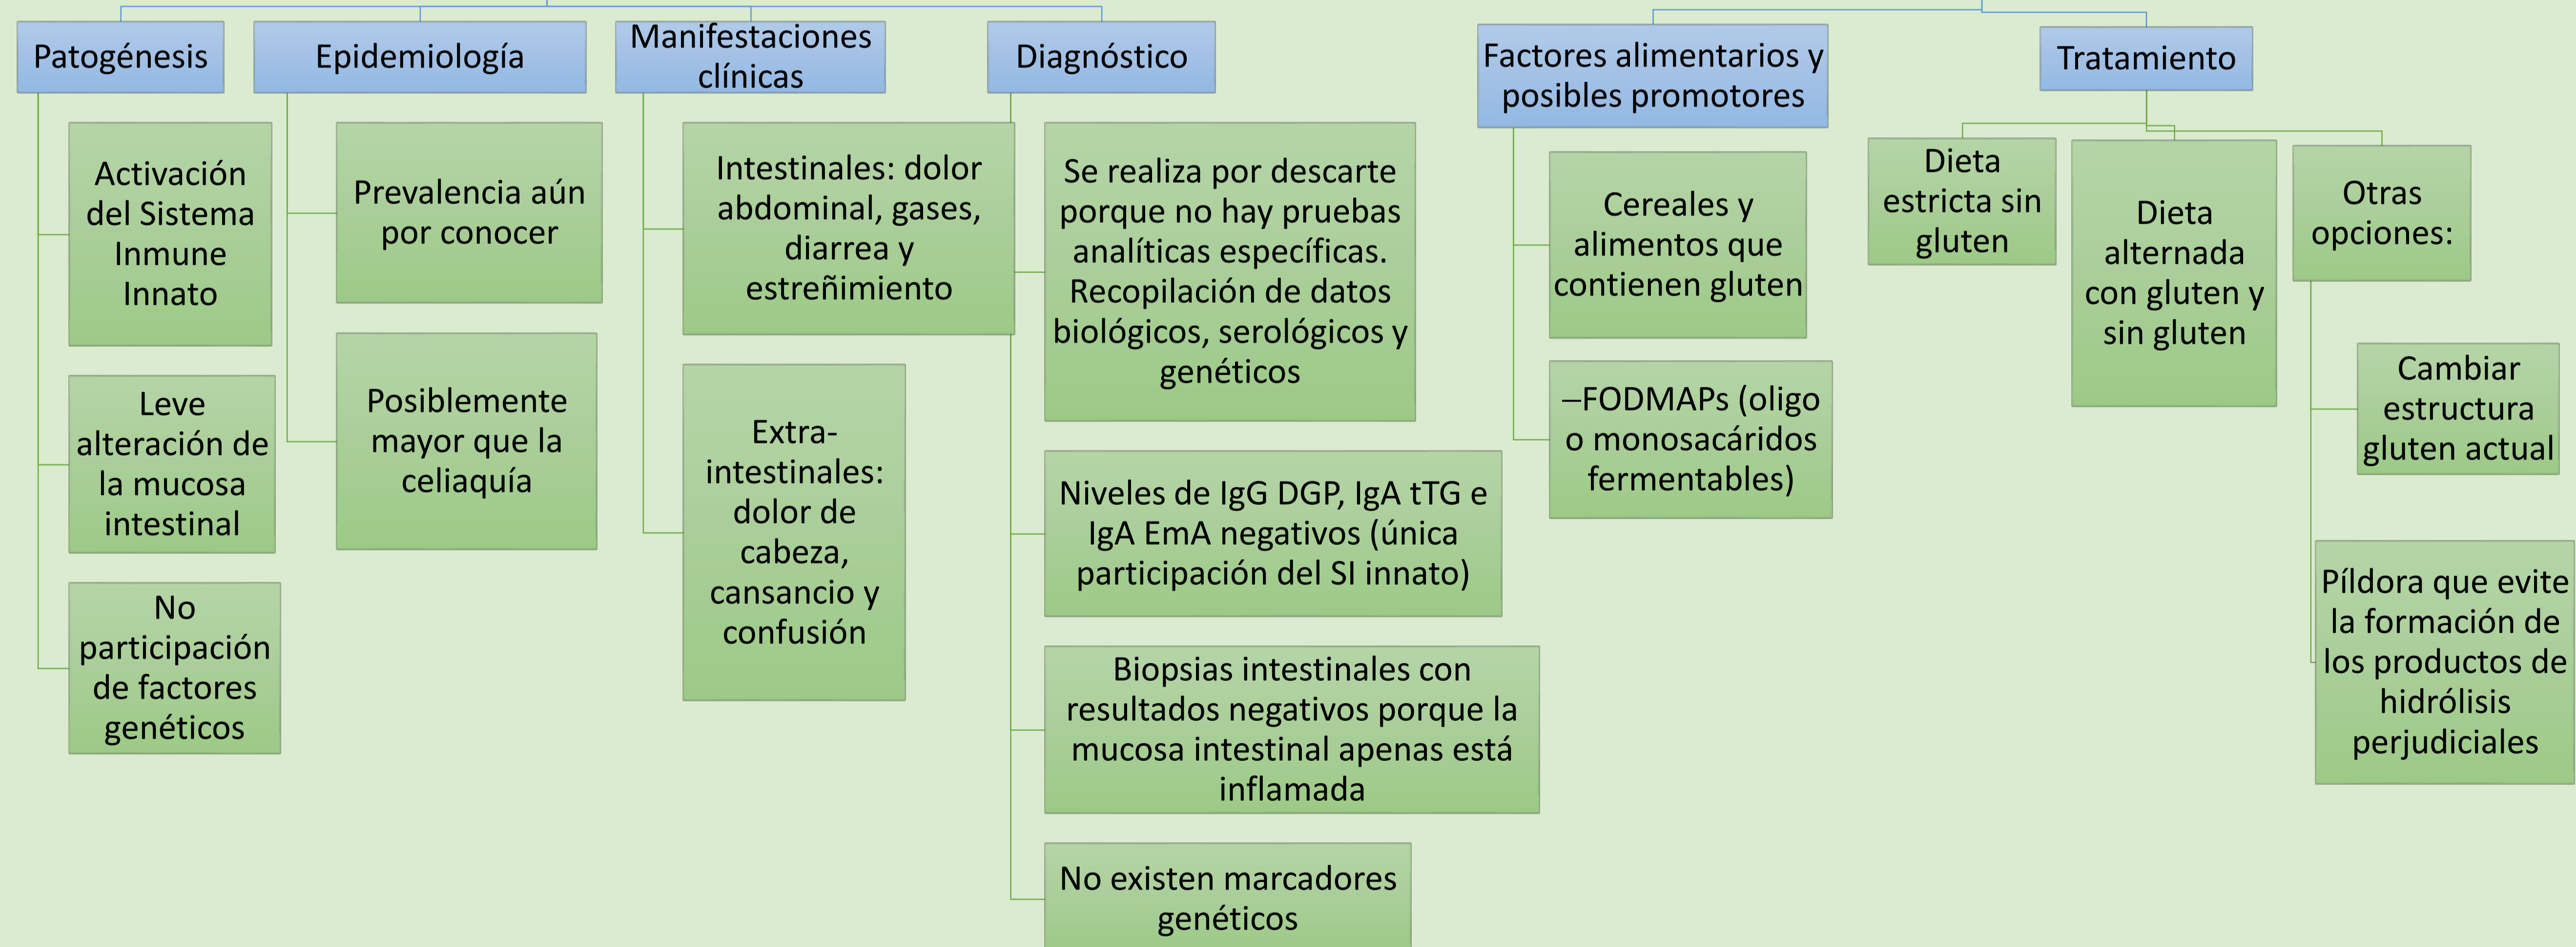 Patogénesis
Activación
del Sistema
Inmune
Innato
Leve
alteración de
la mucosa
intestinal
No
participación
de factores
genéticos
Epidemiología
Prevalencia aún
por conocer
Posiblemente
mayor que la
celiaquía
Manifestaciones
clínicas
Intestinales: dolor
abdominal, gases,
diarrea y
estreñimiento
Extra-
intestinales:
dolor de
cabeza,
cansancio y
confusión
Diagnóstico
Se realiza por descarte
porque no hay pruebas
analíticas específicas.
Recopilación de datos
biológicos, serológicos y
genéticos
Niveles de IgG DGP, IgA tTG e
IgA EmA negativos (única
participación del SI innato)
Biopsias intestinales con
resultados negativos porque la
mucosa intestinal apenas está
inflamada
No existen marcadores
genéticos
Factores alimentarios y
posibles promotores
Cereales y
alimentos que
contienen gluten
–FODMAPs (oligo
o monosacáridos
fermentables)
Tratamiento
Dieta
estricta sin
gluten
Dieta
alternada
con gluten y
sin gluten
Otras
opciones:
Cambiar
estructura
gluten actual
Píldora que evite
la formación de
los productos de
hidrólisis
perjudiciales